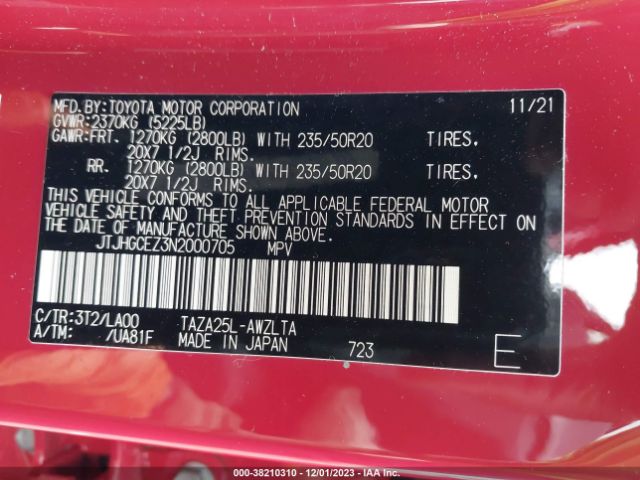 MFD.BY:TOYOTA MOTOR CORPORATION 11/21
GVWR:2370KG (5225LB)
GAWR:FRT. 1270KG (2800LB) WITH 235/50R20 TIRES.
20X7 1/2J RIMS.
RR. 1270KG (2800LB) WITH 235/50R20 TIRES.
20X7 1/2J RIMS.
THIS VEHICLE CONFORMS TO ALL APPLICABLE FEDERAL MOTOR
VEHICLE SAFETY AND THEFT PREVENTION STANDARDS IN EFFECT ON
THE DATE OF MANUFACTURE SHOWN ABOVE.
JTJHGCEZ3N2000705 MPV
C/TR:3T2/LA00 TAZA25L-AWZLTA
A/TM: /UA81F MADE IN JAPAN 723 E
000-38210310 - 12/01/2023 - IAA Inc.